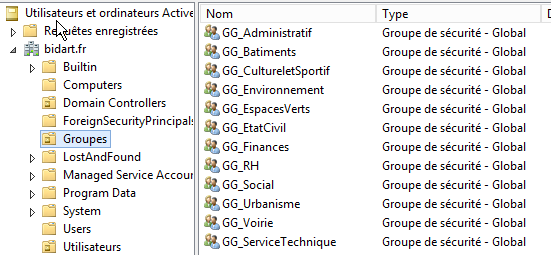 Utilisateurs et ordinateurs Active
Requêtes enregistrées
bidart.fr
Builtin
Computers
Domain Controllers
ForeignSecurityPrincipals
Groupes
LostAndFound
Managed Service Accour
Program Data
System
Users
Utilisateurs
Nom Type D
GG_Administratif Groupe de sécurité - Global
GG_Batiments Groupe de sécurité - Global
GG_CultureletSportif Groupe de sécurité - Global
GG_Environnement Groupe de sécurité - Global
GG_EspacesVerts Groupe de sécurité - Global
GG_EtatCivil Groupe de sécurité - Global
GG_Finances Groupe de sécurité - Global
GG_RH Groupe de sécurité - Global
GG_Social Groupe de sécurité - Global
GG_Urbanisme Groupe de sécurité - Global
GG_Voirie Groupe de sécurité - Global
GG_ServiceTechnique Groupe de sécurité - Global